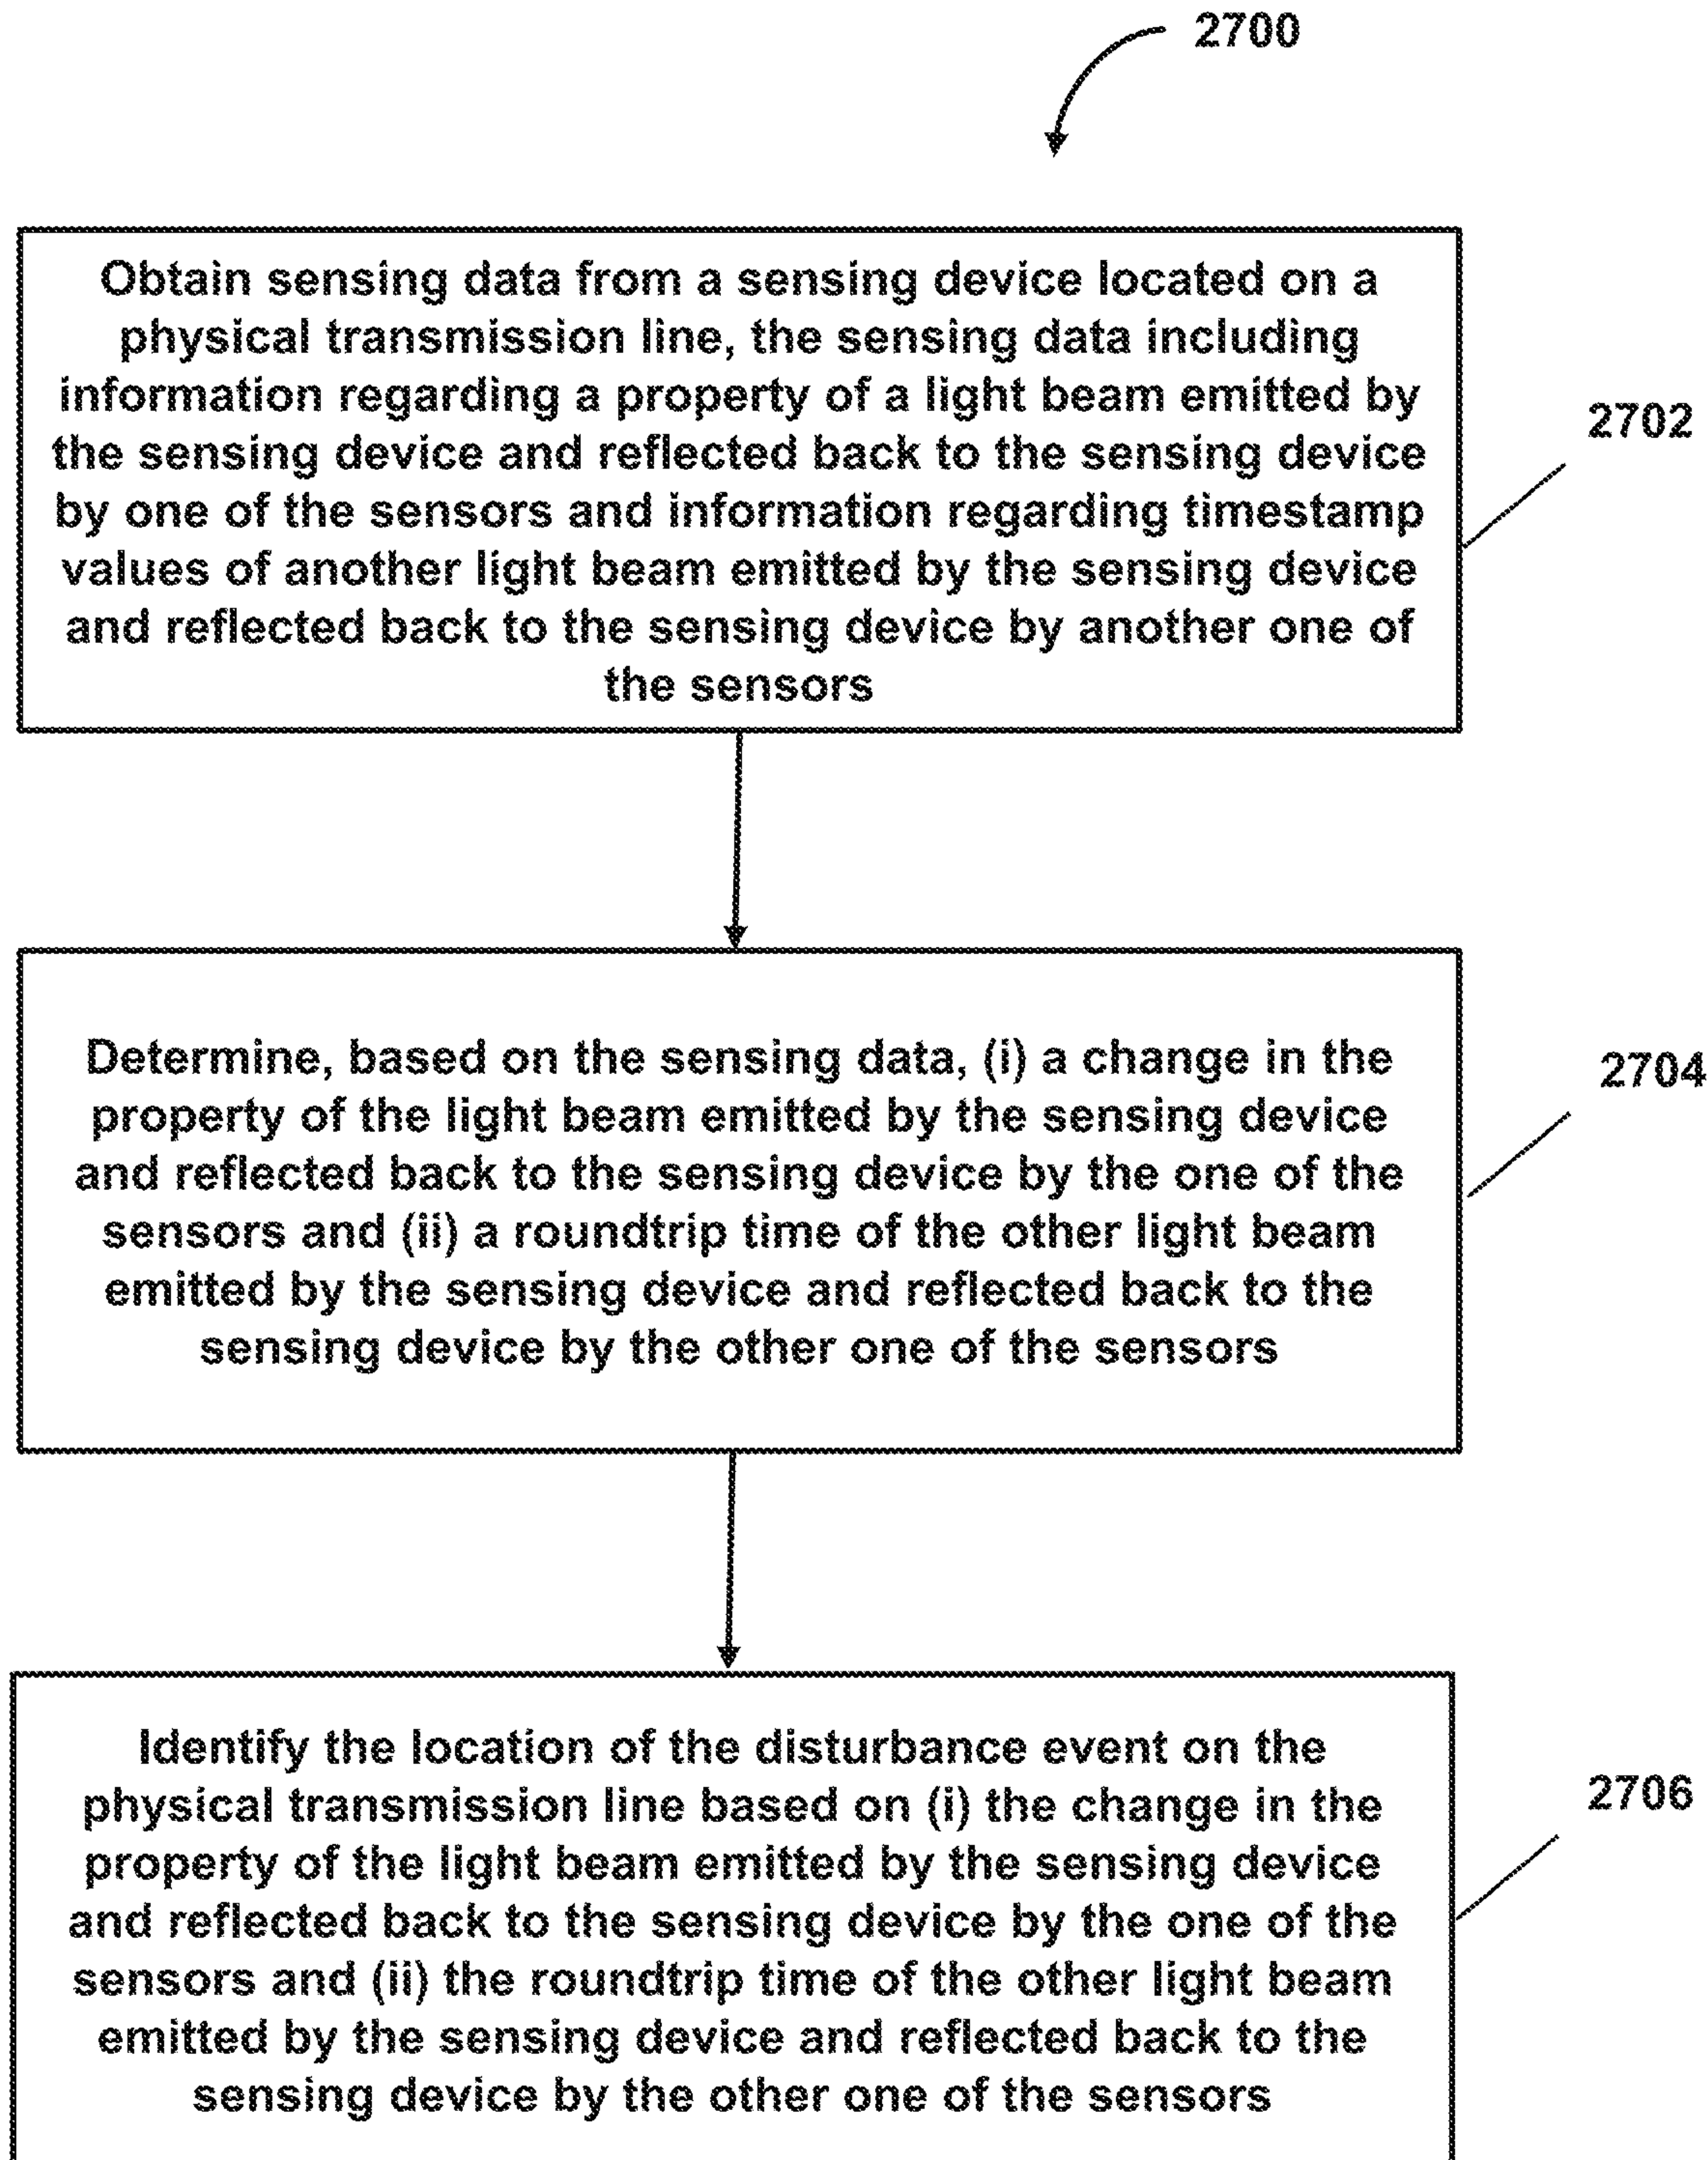 2700
Obtain sensing data from a sensing device located on a
physical transmission line, the sensing data including
information regarding a property of a light beam emitted by
the sensing device and reflected back to the sensing device
by one of the sensors and information regarding timestamp
values of another light beam emitted by the sensing device
and reflected back to the sensing device by another one of
the sensors
2702
Determine, based on the sensing data, (i) a change in the
property of the light beam emitted by the sensing device
and reflected back to the sensing device by the one of the
sensors and (ii) a roundtrip time of the other light beam
emitted by the sensing device and reflected back to the
sensing device by the other one of the sensors
2704
Identify the location of the disturbance event on the
physical transmission line based on (i) the change in the
property of the light beam emitted by the sensing device
and reflected back to the sensing device by the one of the
sensors and (ii) the roundtrip time of the other light beam
emitted by the sensing device and reflected back to the
sensing device by the other one of the sensors
2706